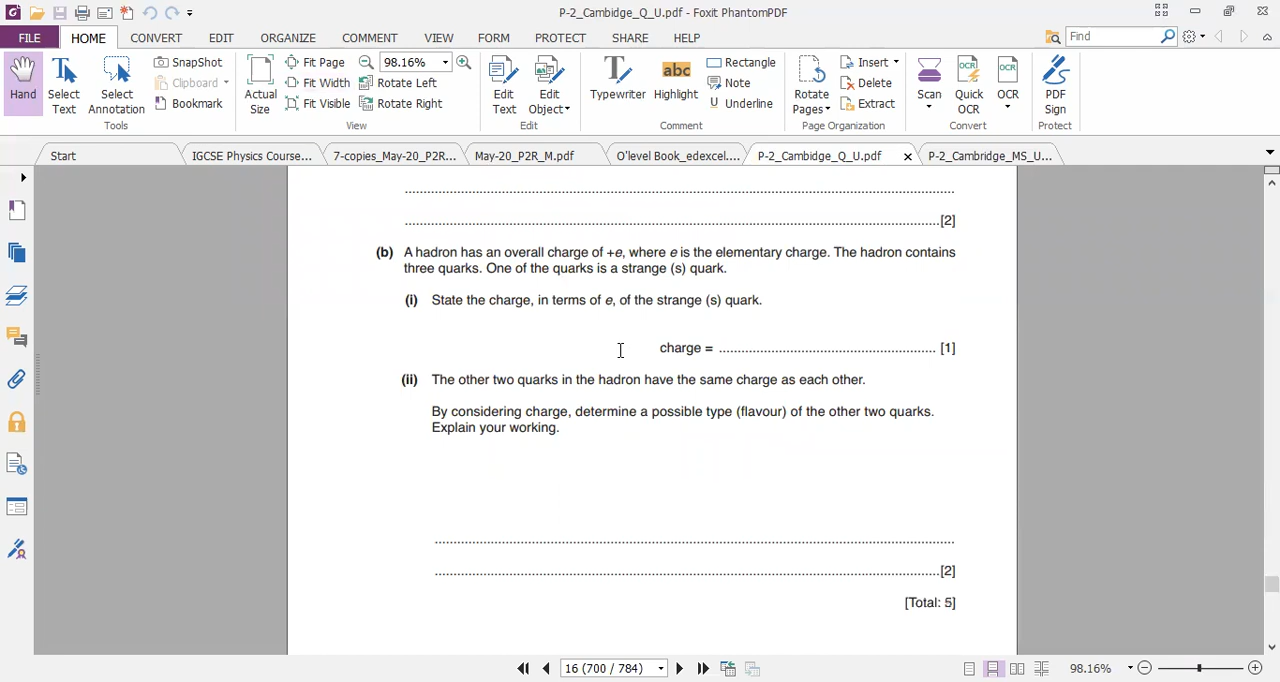 P-2_Cambidge_Q_U.pdf - Foxit PhantomPDF
FILE HOME CONVERT EDIT ORGANIZE COMMENT VIEW FORM PROTECT SHARE HELP Find
Hand
Select Text
Select Annotation
SnapShot
Clipboard
Bookmark
Tools
Actual Size
Fit Page
Fit Width
Fit Visible
98.16%
Rotate Left
Rotate Right
View
Edit Text
Edit Object
Edit
Typewriter
abc
Highlight
Rectangle
Note
Underline
Comment
Rotate Pages
Insert
Delete
Extract
Page Organization
Scan
OCR
Quick OCR
OCR
OCR
Convert
PDF Sign
Protect
Start IGCSE Physics Course... 7-copies_May-20_P2R... May-20_P2R_M.pdf O'level Book_edexcel.... P-2_Cambidge_Q_U.pdf P-2_Cambridge_MS_U...
..........................................................................................
..........................................................................................[2]
(b) A hadron has an overall charge of +e, where e is the elementary charge. The hadron contains
three quarks. One of the quarks is a strange (s) quark.
(i) State the charge, in terms of e, of the strange (s) quark.
charge = ...................................................... [1]
(ii) The other two quarks in the hadron have the same charge as each other.
By considering charge, determine a possible type (flavour) of the other two quarks.
Explain your working.
..........................................................................................
..........................................................................................[2]
[Total: 5]
16 (700 / 784) 98.16%